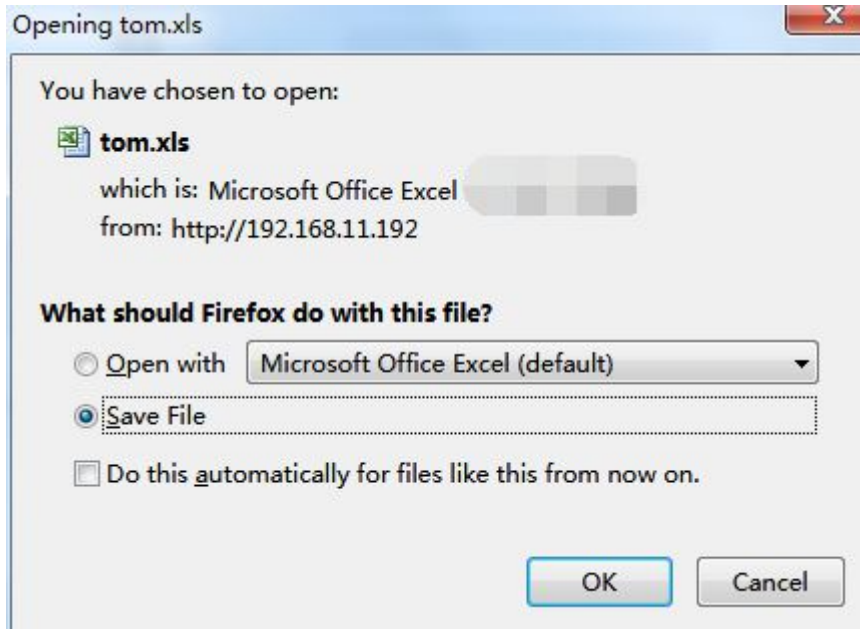 Opening tom.xls
You have chosen to open:
tom.xls
which is: Microsoft Office Excel
from: http://192.168.11.192
What should Firefox do with this file?
Open with Microsoft Office Excel (default)
Save File
Do this automatically for files like this from now on.
OK Cancel